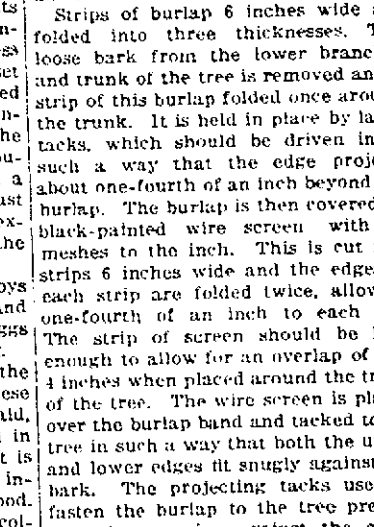 Strips of burlap 6 inches wide
folded into three thicknesses.
loose bark from the lower branc
and trunk of the tree is removed an
strip of this burlap folded once arou
the trunk. It is held in place by la
tacks, which should be driven in
such a way that the edge proj
about one-fourth of an inch beyond
burlap. The burlap is then covered
black-painted wire screen with
meshes to the inch. This is cut
strips 6 inches wide and the edge
each strip are folded twice, allow
one-fourth of an inch to each
The strip of screen should be
enough to allow for an overlap of
4 inches when placed around the tr
of the tree. The wire screen is pl
over the burlap band and tacked to
tree in such a way that both the u
and lower edges fit snugly against
bark. The projecting tacks use
fasten the burlap to the tree pre